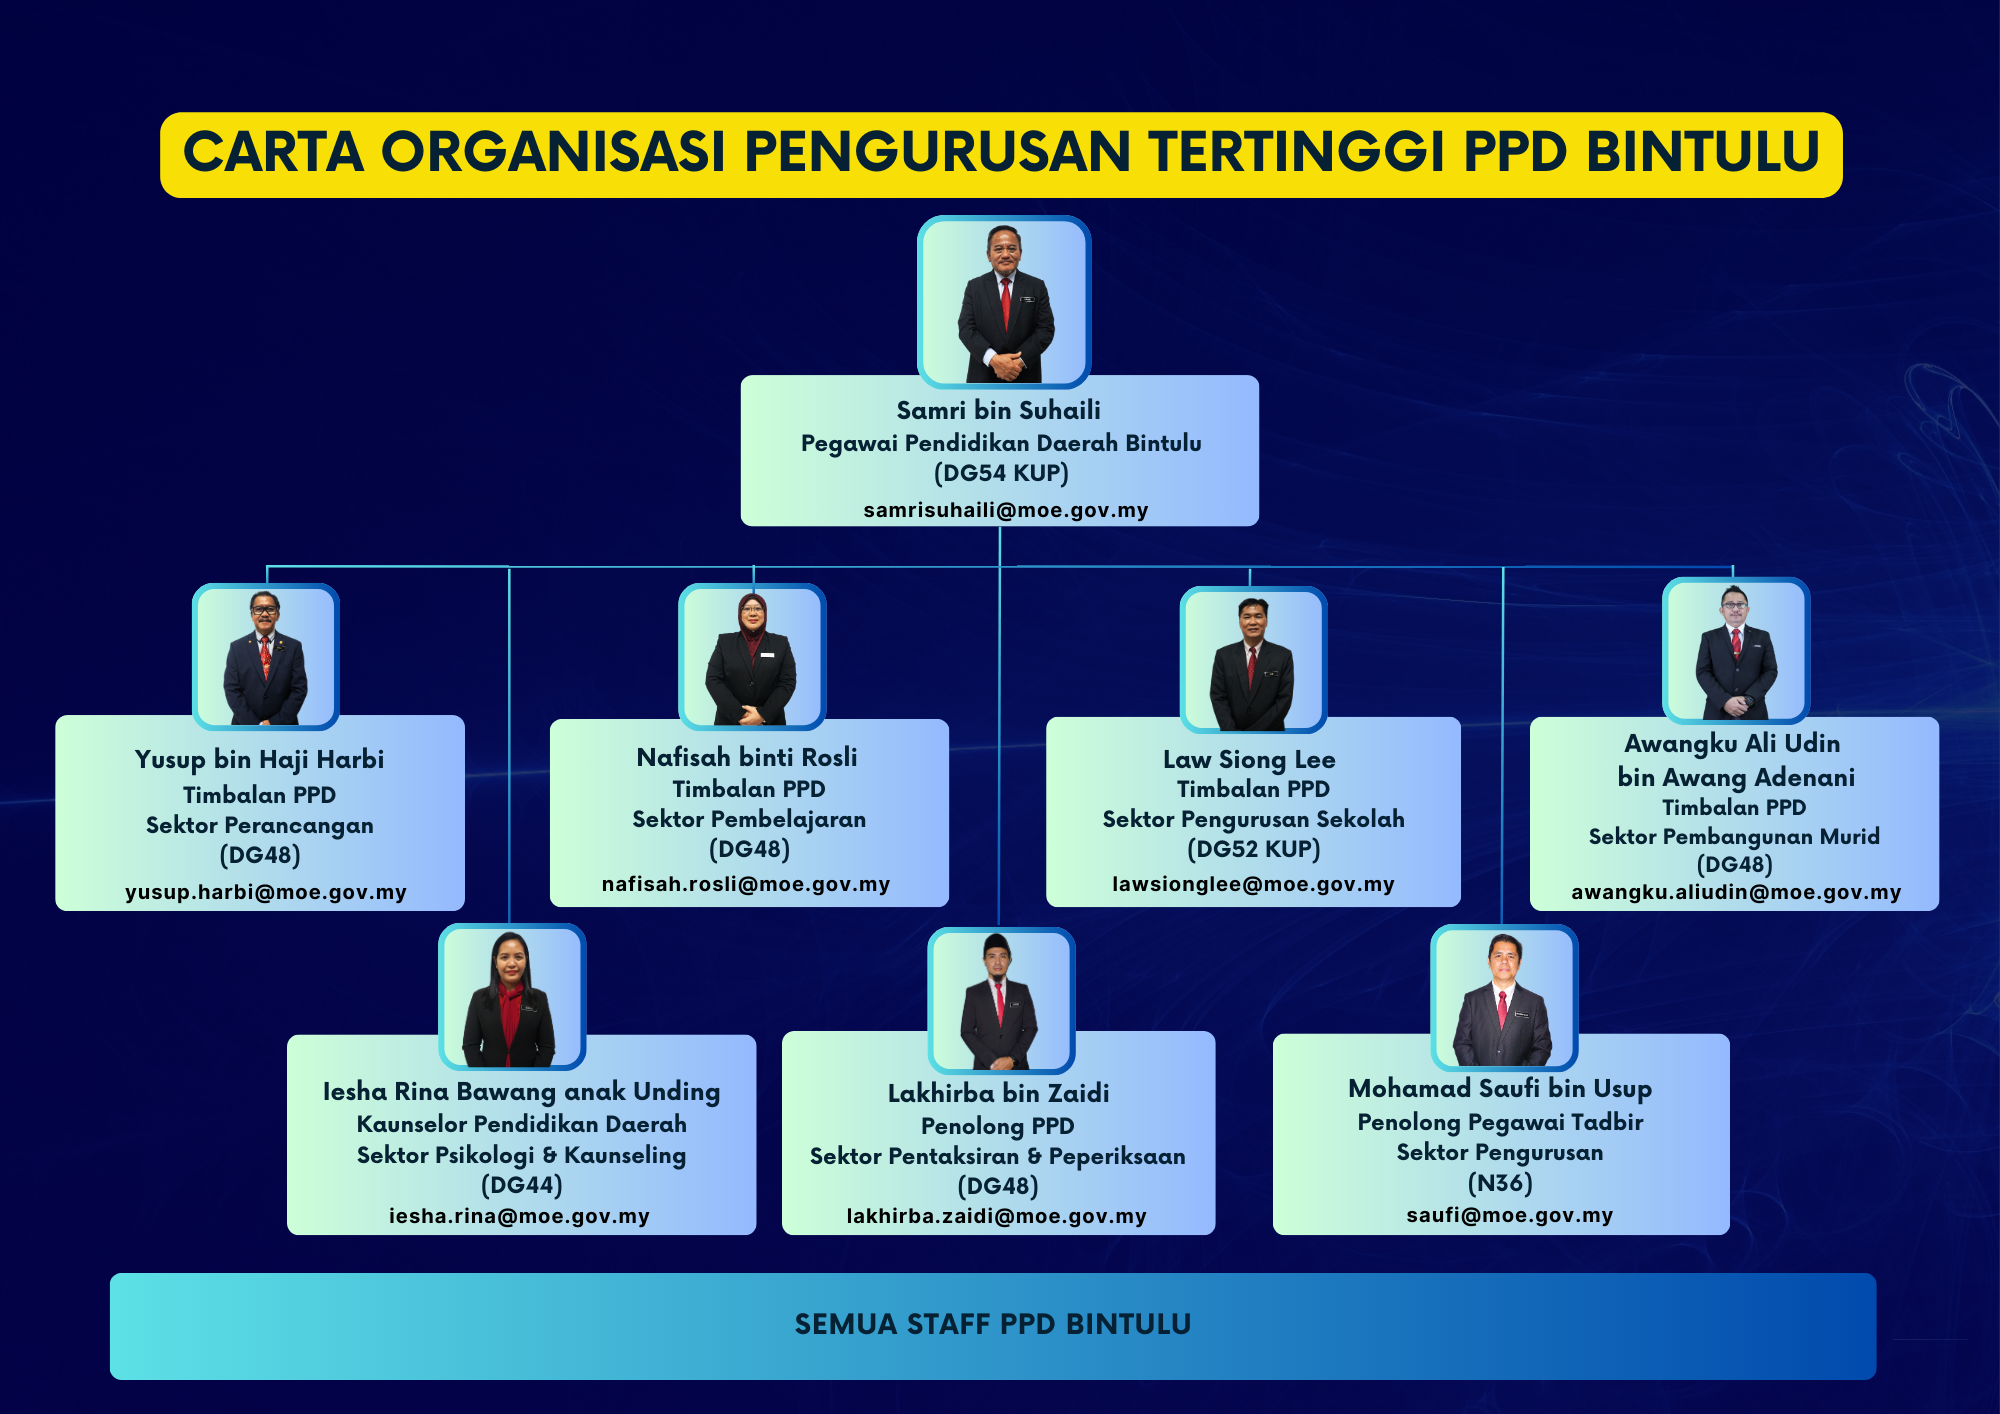 CARTA ORGANISASI PENGURUSAN TERTINGGI PPD BINTULU
Samri bin Suhaili
Pegawai Pendidikan Daerah Bintulu
(DG54 KUP)
samrisuhaili@moe.gov.my
Yusup bin Haji Harbi
Timbalan PPD
Sektor Perancangan
(DG48)
yusup.harbi@moe.gov.my
Nafisah binti Rosli
Timbalan PPD
Sektor Pembelajaran
(DG48)
nafisah.rosli@moe.gov.my
Law Siong Lee
Timbalan PPD
Sektor Pengurusan Sekolah
(DG52 KUP)
lawsionglee@moe.gov.my
Awangku Ali Udin
bin Awang Adenani
Timbalan PPD
Sektor Pembangunan Murid
(DG48)
awangku.aliudin@moe.gov.my
Iesha Rina Bawang anak Unding
Kaunselor Pendidikan Daerah
Sektor Psikologi & Kaunseling
(DG44)
iesha.rina@moe.gov.my
Lakhirba bin Zaidi
Penolong PPD
Sektor Pentaksiran & Peperiksaan
(DG48)
lakhirba.zaidi@moe.gov.my
Mohamad Saufi bin Usup
Penolong Pegawai Tadbir
Sektor Pengurusan
(N36)
saufi@moe.gov.my
SEMUA STAFF PPD BINTULU